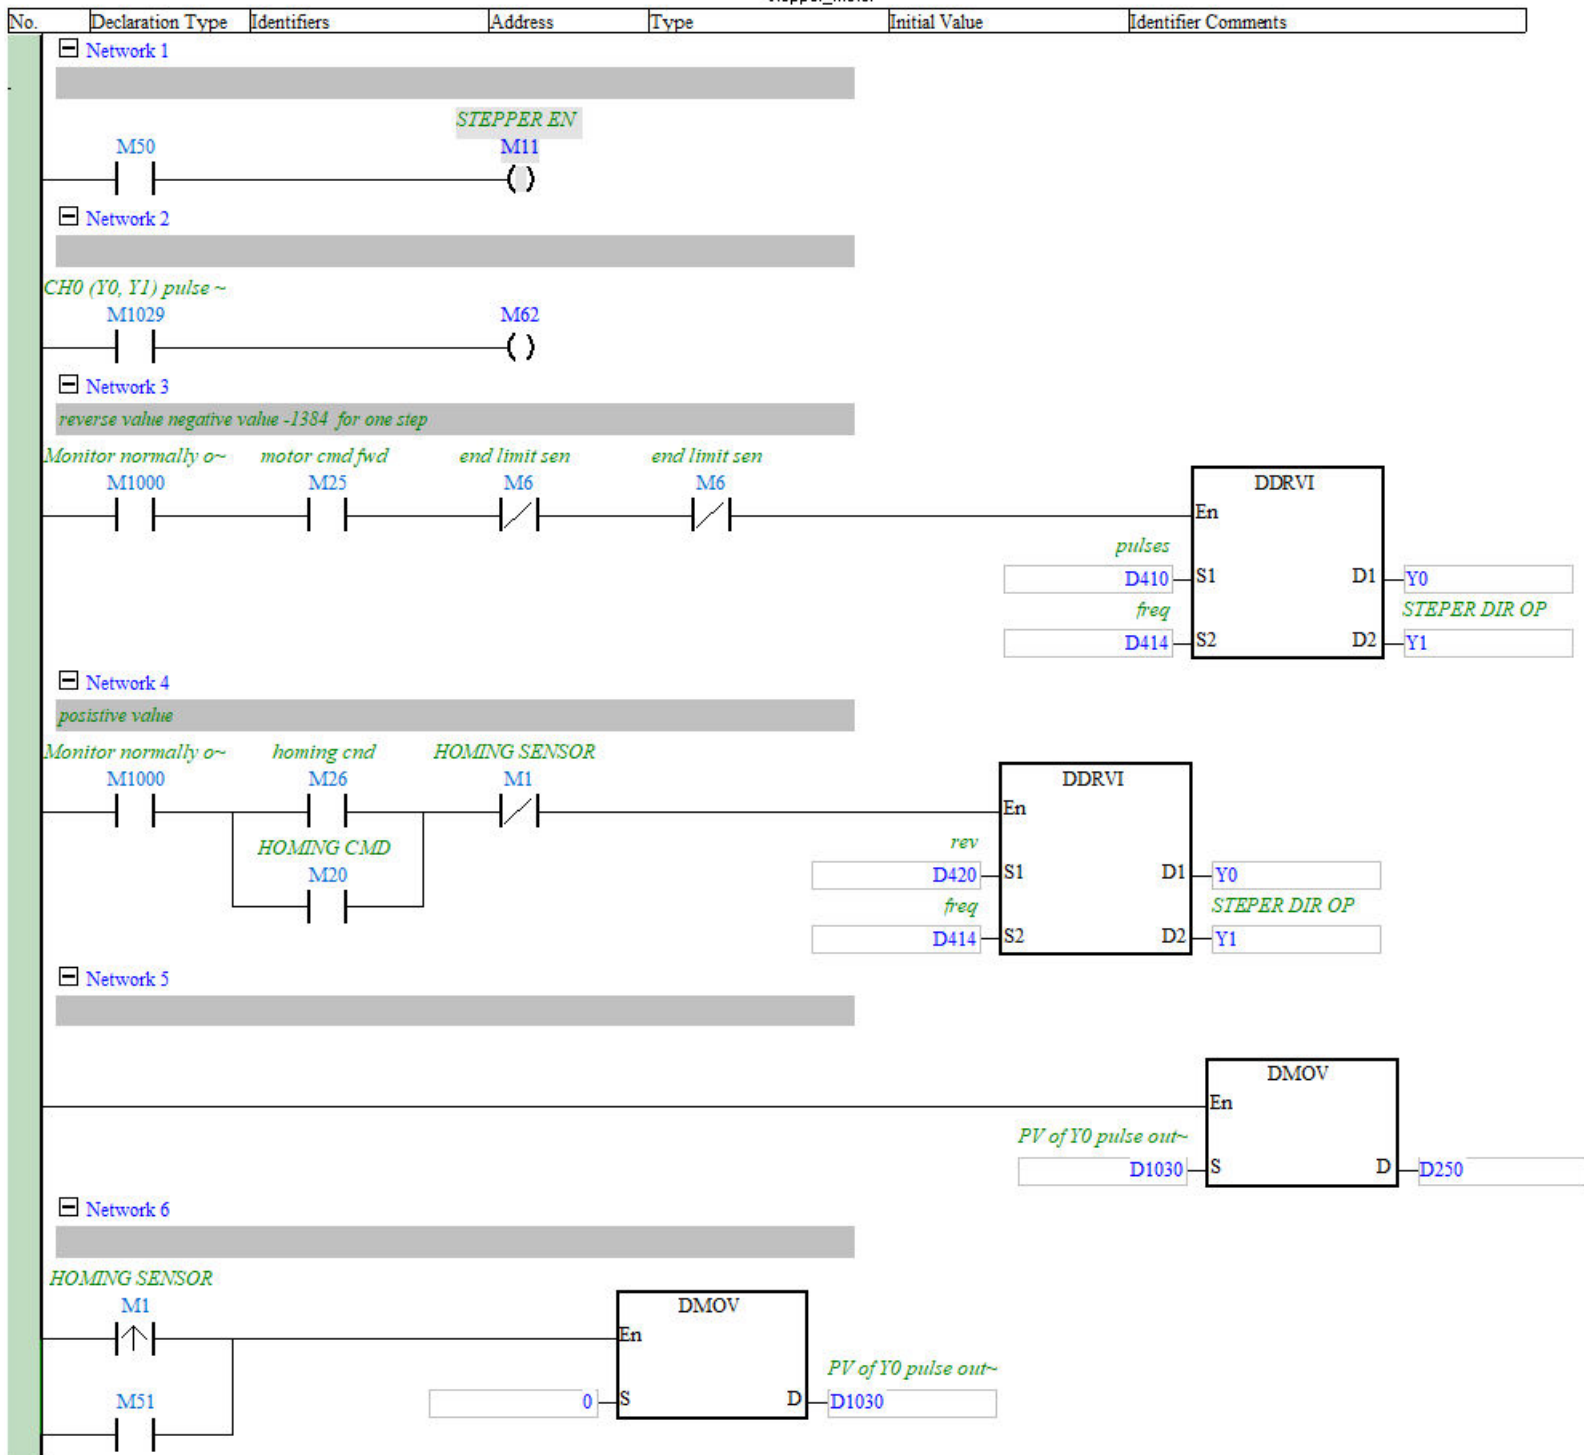 No. Declaration Type Identifiers Address Type Initial Value Identifier Comments
Network 1
STEPPER EN
M50 M11
Network 2
CH0 (Y0, Y1) pulse ~
M1029 M62
Network 3
reverse value negative value -1384 for one step
Monitor normally o~ motor cmd fwd end limit sen end limit sen
M1000 M25 M6 M6 DDRVI
En
pulses
D410 S1 D1 Y0
freq STEPER DIR OP
D414 S2 D2 Y1
Network 4
posistive value
Monitor normally o~ homing cnd HOMING SENSOR
M1000 M26 M1 DDRVI
En
HOMING CMD rev
M20 D420 S1 D1 Y0
freq STEPER DIR OP
D414 S2 D2 Y1
Network 5
DMOV
En
PV of Y0 pulse out~
D1030 S D D250
Network 6
HOMING SENSOR
M1 DMOV
En
PV of Y0 pulse out~
M51 0 S D D1030